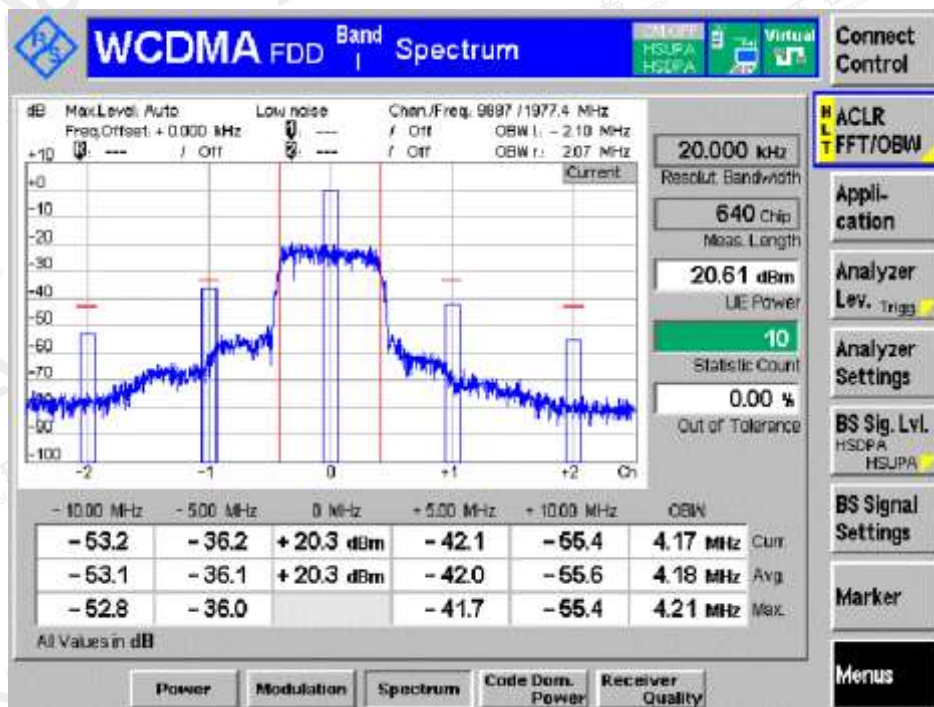 WCDMA FDD Band I Spectrum
HSUPA
HSDPA
Virtual
Connect Control
dB Max.Level: Auto Low noise Chan./Freq.: 9887 / 1977.4 MHz
Freq.Offset: + 0.000 kHz --- / Off OBW l.: - 2.10 MHz
--- / Off --- / Off OBW r.: 2.07 MHz
Current
+10
+0
-10
-20
-30
-40
-50
-60
-70
-90
-100
-2 -1 0 +1 +2 Ch
20.000 kHz
Resolut. Bandwidth
640 Chip
Meas. Length
20.61 dBm
UE Power
10
Statistic Count
0.00 %
Out of Tolerance
- 10.00 MHz - 5.00 MHz 0 MHz + 5.00 MHz + 10.00 MHz OBW
- 53.2 - 36.2 + 20.3 dBm - 42.1 - 55.4 4.17 MHz Curr.
- 53.1 - 36.1 + 20.3 dBm - 42.0 - 55.6 4.18 MHz Avg.
- 52.8 - 36.0 - 41.7 - 55.4 4.21 MHz Max.
All Values in dB
HLT
ACLR
FFT/OBW
Appli-
cation
Analyzer
Lev. Trigg.
Analyzer
Settings
BS Sig. Lvl.
HSDPA
HSUPA
BS Signal
Settings
Marker
Menus
Power Modulation Spectrum Code Dom. Power Receiver Quality